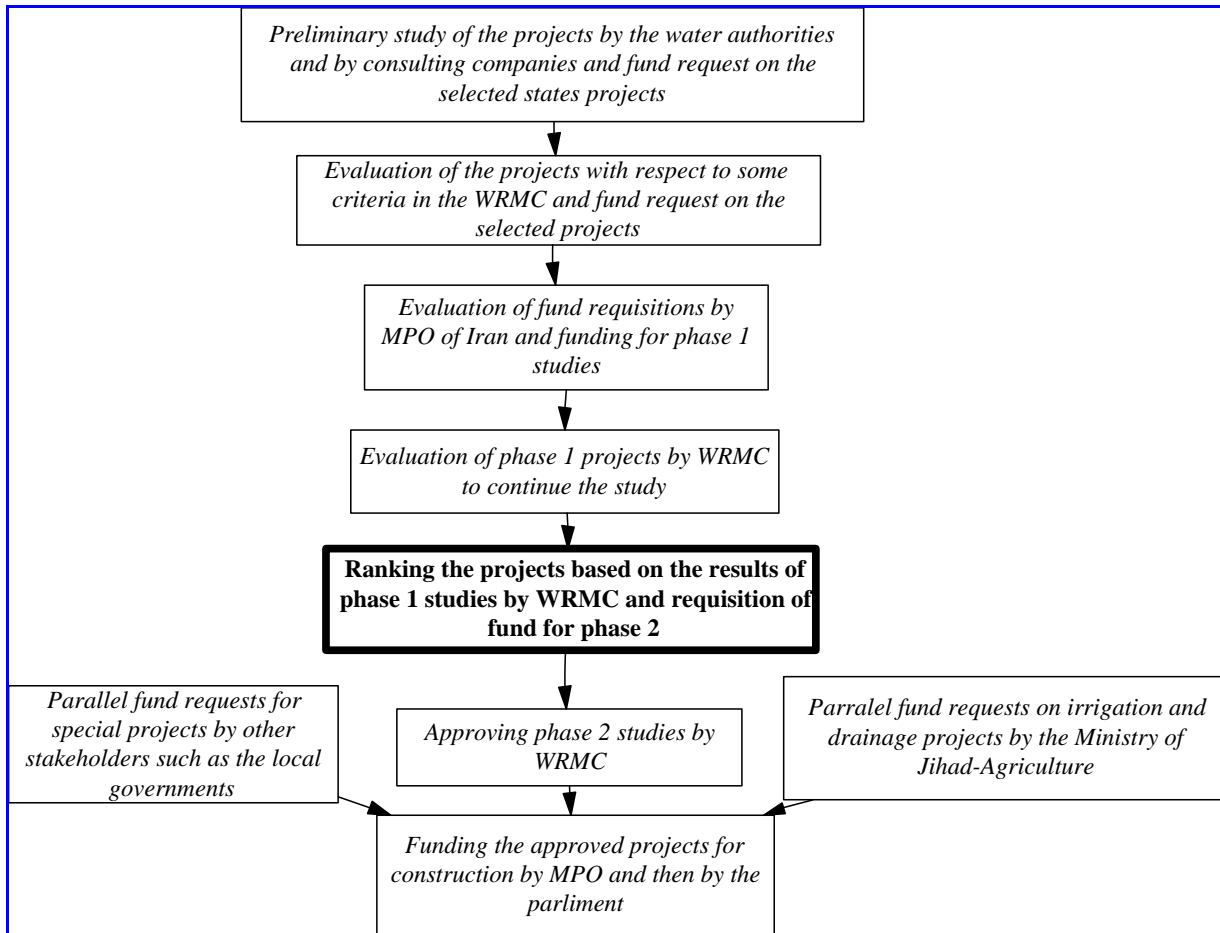 Preliminary study of the projects by the water authorities
and by consulting companies and fund request on the
selected states projects
Evaluation of the projects with respect to some
criteria in the WRMC and fund request on the
selected projects
Evaluation of fund requisitions by
MPO of Iran and funding for phase 1
studies
Evaluation of phase 1 projects by WRMC
to continue the study
Ranking the projects based on the results of
phase 1 studies by WRMC and requisition of
fund for phase 2
Parallel fund requests for
special projects by other
stakeholders such as the local
governments
Approving phase 2 studies by
WRMC
Parralel fund requests on irrigation and
drainage projects by the Ministry of
Jihad-Agriculture
Funding the approved projects for
construction by MPO and then by the
parliment